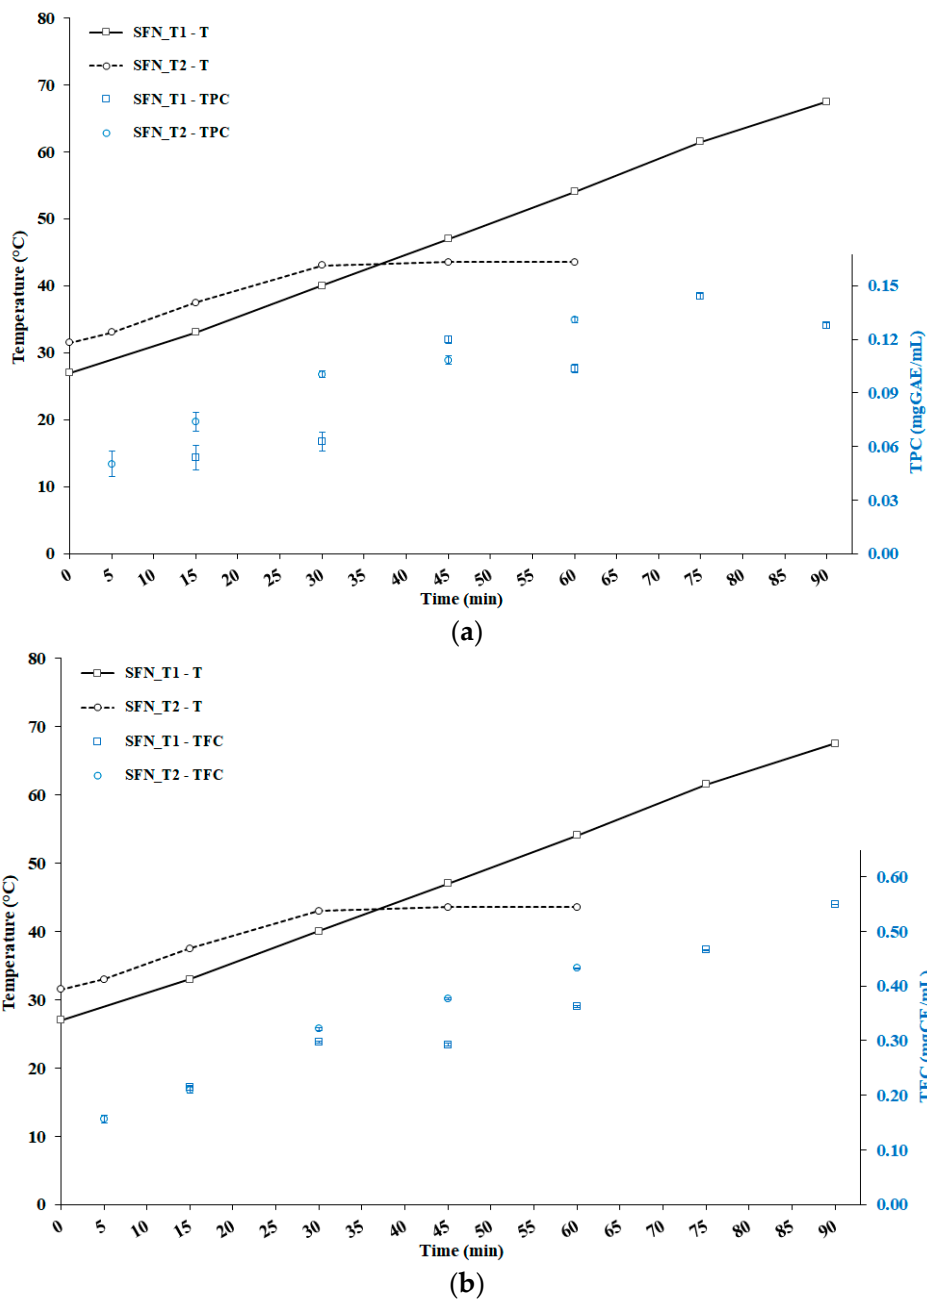 80
70
60
50
40
30
20
10
0
Temperature (°C)
SFN_T1 - T
SFN_T2 - T
SFN_T1 - TPC
SFN_T2 - TPC
0.15
0.12
0.09
0.06
0.03
0.00
TPC (mgGAE/mL)
0 5 10 15 20 25 30 35 40 45 50 55 60 65 70 75 80 85 90
Time (min)
(a)
80
70
60
50
40
30
20
10
0
Temperature (°C)
SFN_T1 - T
SFN_T2 - T
SFN_T1 - TFC
SFN_T2 - TFC
0.60
0.50
0.40
0.30
0.20
0.10
0.00
TFC (mgCE/mL)
0 5 10 15 20 25 30 35 40 45 50 55 60 65 70 75 80 85 90
Time (min)
(b)